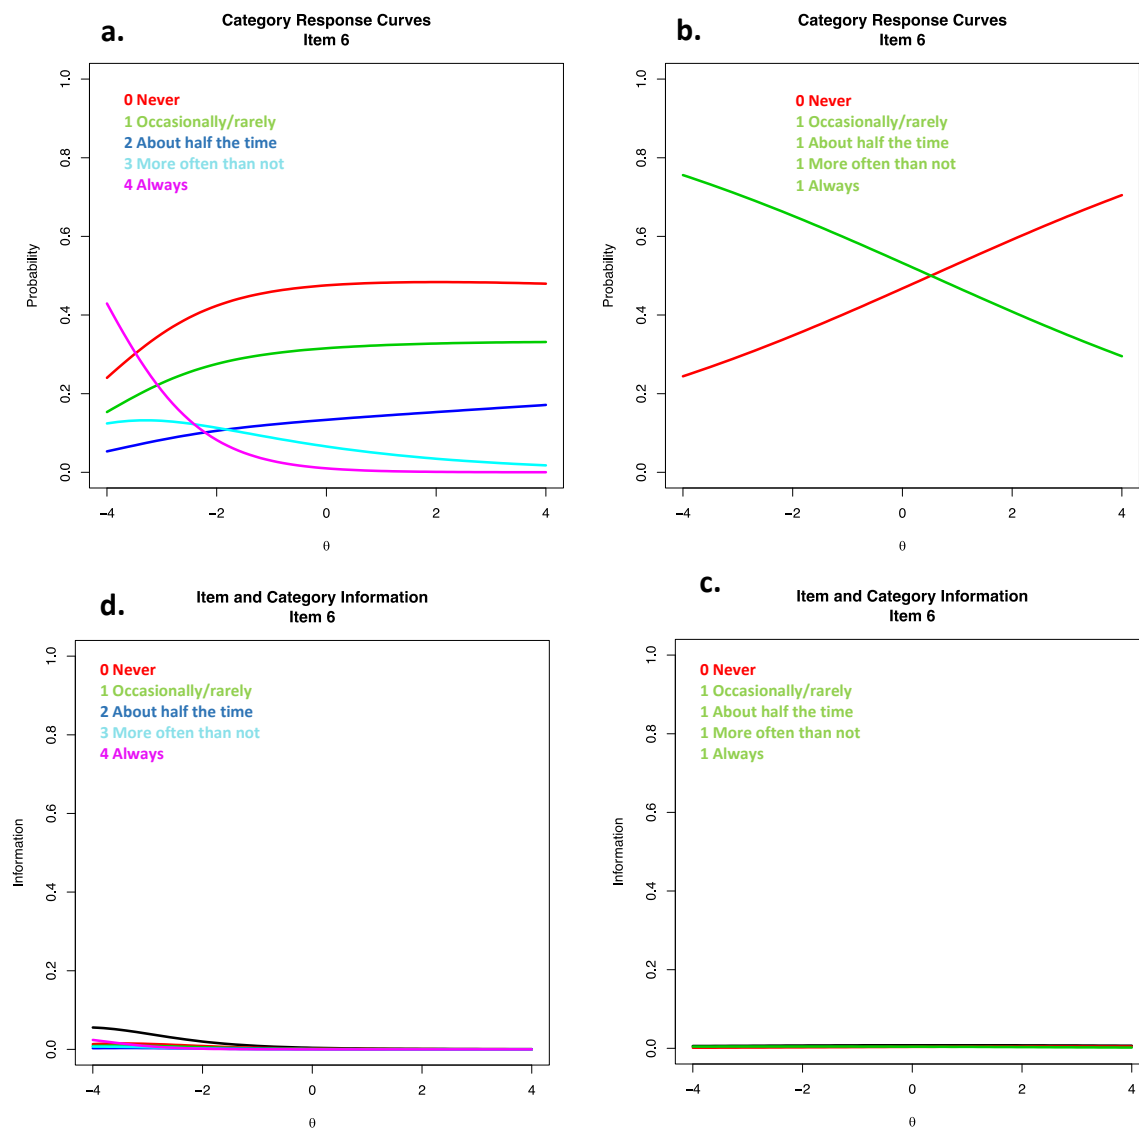 a.
Category Response Curves
Item 6
0 Never
1 Occasionally/rarely
2 About half the time
3 More often than not
4 Always
Probability
0.0
0.2
0.4
0.6
0.8
1.0
−4
−2
0
2
4
θ
b.
Category Response Curves
Item 6
0 Never
1 Occasionally/rarely
1 About half the time
1 More often than not
1 Always
Probability
0.0
0.2
0.4
0.6
0.8
1.0
−4
−2
0
2
4
θ
d.
Item and Category Information
Item 6
0 Never
1 Occasionally/rarely
2 About half the time
3 More often than not
4 Always
Information
0.0
0.2
0.4
0.6
0.8
1.0
−4
−2
0
2
4
θ
c.
Item and Category Information
Item 6
0 Never
1 Occasionally/rarely
1 About half the time
1 More often than not
1 Always
Information
0.0
0.2
0.4
0.6
0.8
1.0
−4
−2
0
2
4
θ